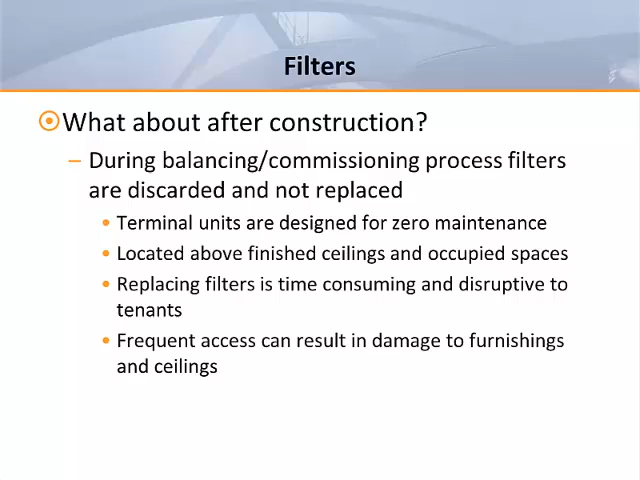 Filters
What about after construction?
– During balancing/commissioning process filters
are discarded and not replaced
• Terminal units are designed for zero maintenance
• Located above finished ceilings and occupied spaces
• Replacing filters is time consuming and disruptive to
tenants
• Frequent access can result in damage to furnishings
and ceilings